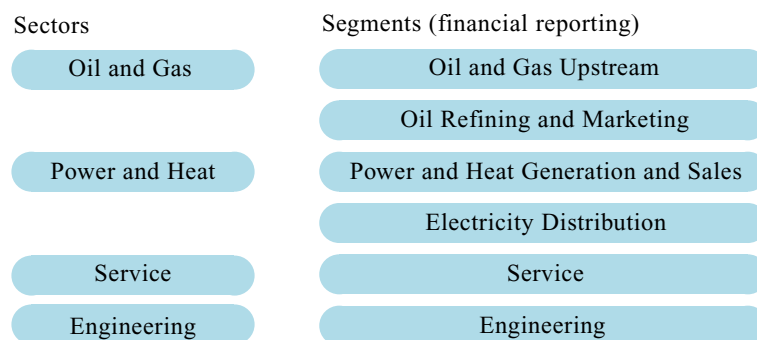 Sectors
Segments (financial reporting)
Oil and Gas
Oil and Gas Upstream
Oil Refining and Marketing
Power and Heat
Power and Heat Generation and Sales
Electricity Distribution
Service
Service
Engineering
Engineering